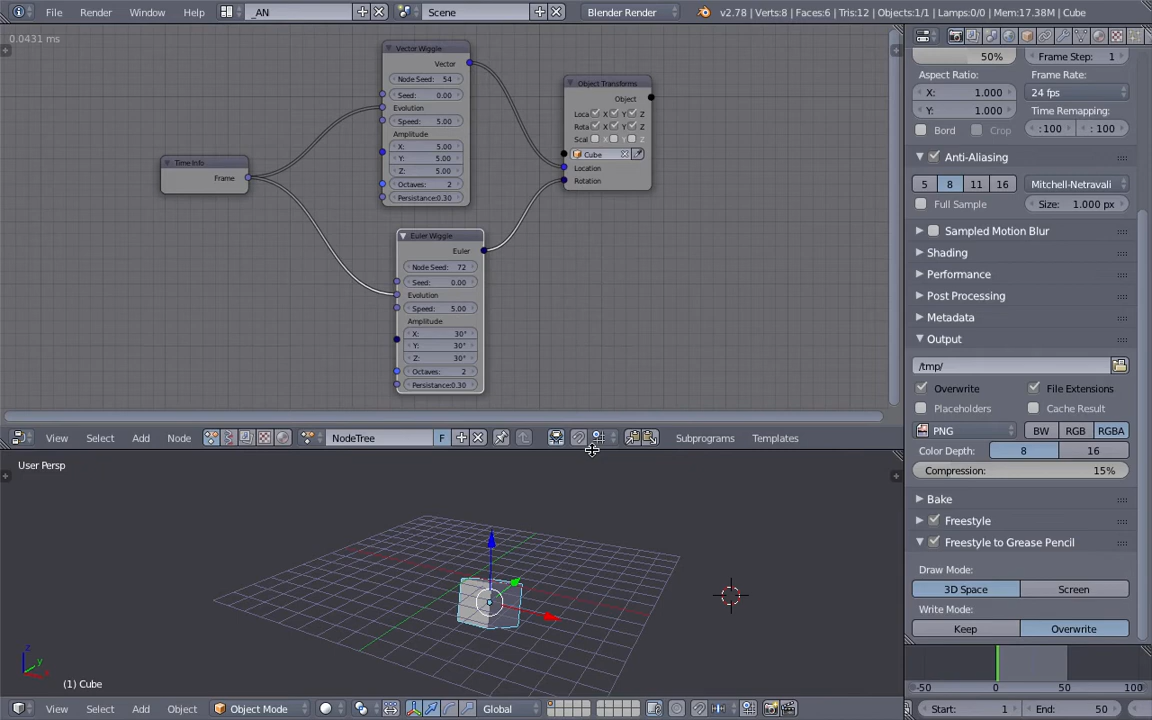 File Render Window Help _AN Scene Blender Render v2.78 | Verts:8 | Faces:6 | Tris:12 | Objects:1/1 | Lamps:0/0 | Mem:17.38M | Cube
0.0431 ms
Vector Wiggle
Vector
Node Seed: 54
Seed: 0.00
Evolution
Speed: 5.00
Amplitude
X: 5.00
Y: 5.00
Z: 5.00
Octaves: 2
Persistance:0.30
Time Info
Frame
Object Transforms
Object
Loca X Y Z
Rota X Y Z
Scal X Y Z
Cube
Location
Rotation
Euler Wiggle
Euler
Node Seed: 72
Seed: 0.00
Evolution
Speed: 5.00
Amplitude
X: 30°
Y: 30°
Z: 30°
Octaves: 2
Persistance:0.30
View Select Add Node NodeTree F Subprograms Templates
User Persp
z
y
x
(1) Cube
View Select Add Object Object Mode Global
50% Frame Step: 1
Aspect Ratio: Frame Rate:
X: 1.000 24 fps
Y: 1.000 Time Remapping:
Bord Crop :100 :100
Anti-Aliasing
5 8 11 16 Mitchell-Netravali
Full Sample Size: 1.000 px
Sampled Motion Blur
Shading
Performance
Post Processing
Metadata
Output
/tmp/
Overwrite File Extensions
Placeholders Cache Result
PNG BW RGB RGBA
Color Depth: 8 16
Compression: 15%
Bake
Freestyle
Freestyle to Grease Pencil
Draw Mode:
3D Space Screen
Write Mode:
Keep Overwrite
-50 0 50 100
Start: 1 End: 50